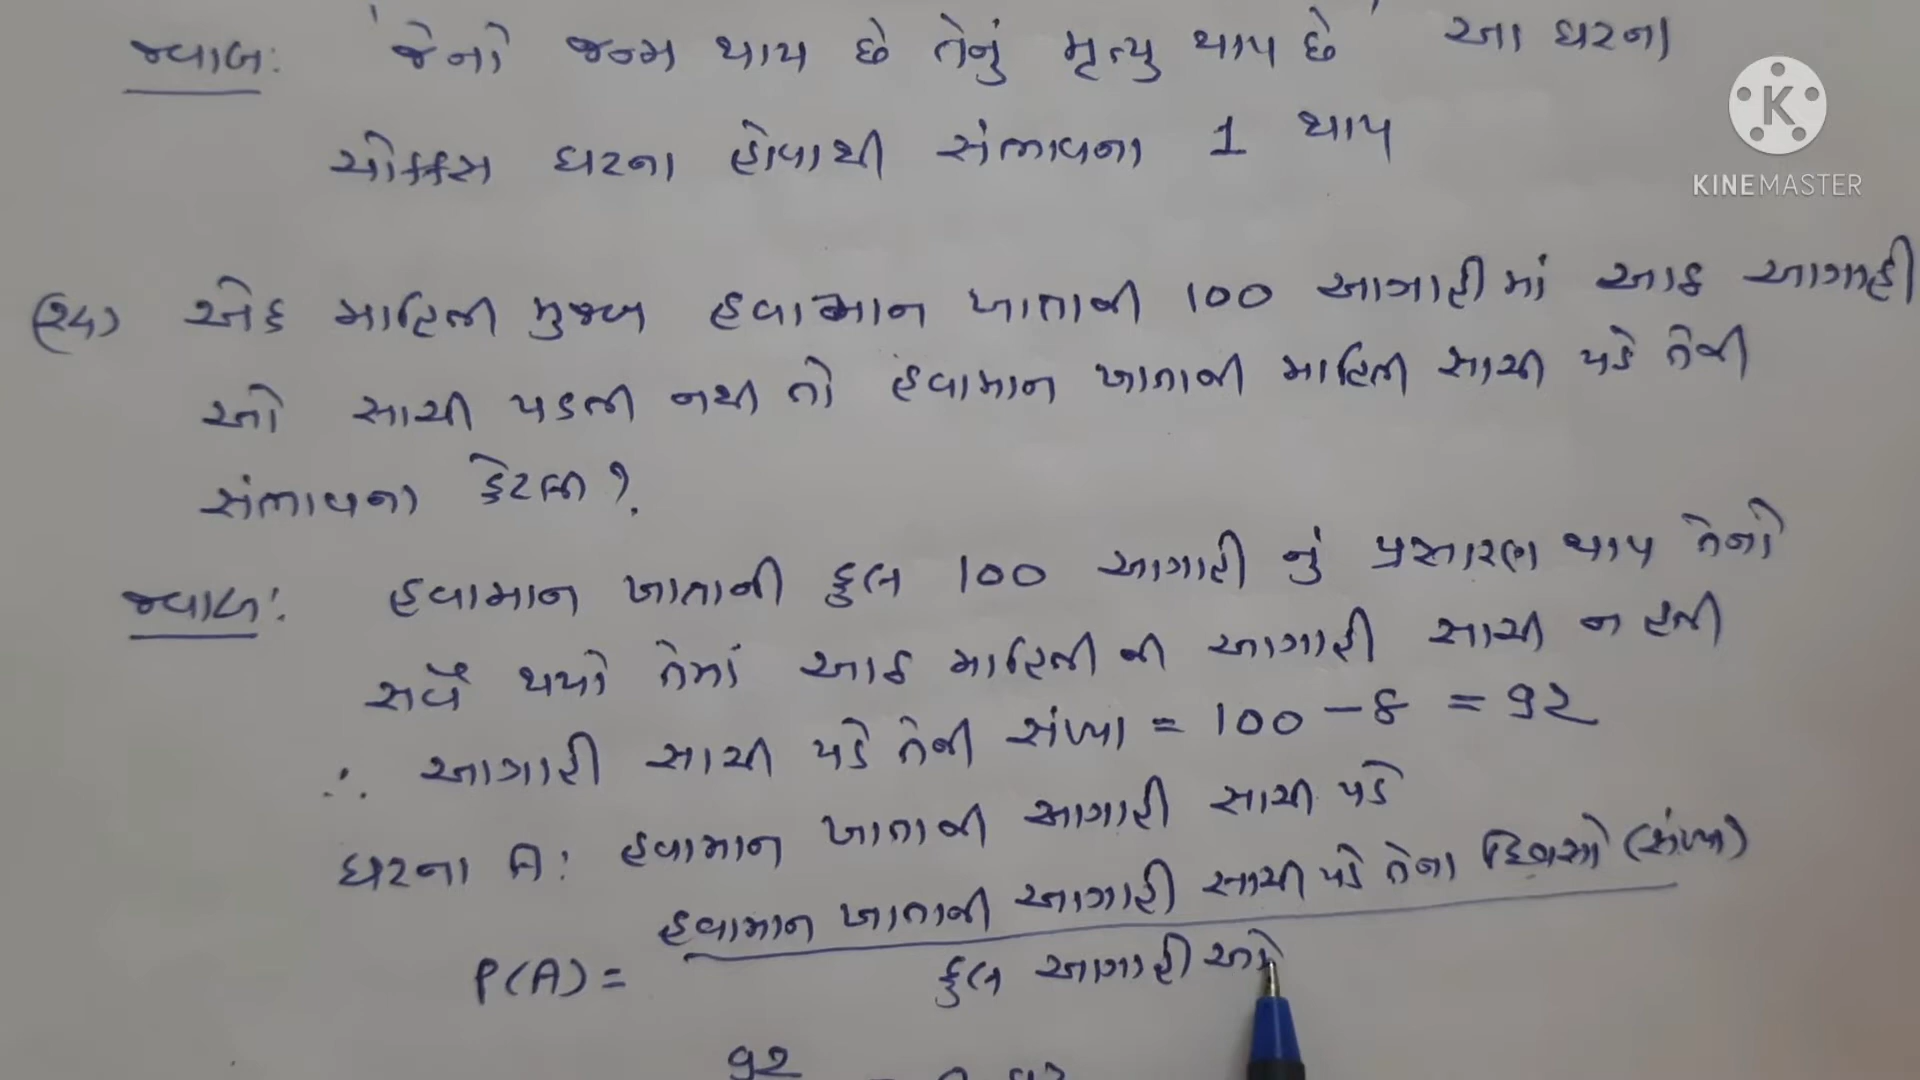 જવાબ: 'જેનો જન્મ થાય છે તેનું મૃત્યુ થાય છે' આ ઘટના
ચોક્કસ ઘટના હોવાથી સંભાવના 1 થાય
KINEMASTER
(૨૮) એક માહિતી મુજબ હવામાન ખાતાની 100 આગાહી માં આઠ આગાહી
ઓ સાચી પડતી નથી તો હવામાન ખાતાની માહિતી સાચી પડે તેની
સંભાવના કેટલી?
જવાબ: હવામાન ખાતાની કુલ 100 આગાહી નું પ્રસારણ થાય તેનો
સર્વે થયો તેમાં આઠ માહિતી ની આગાહી સાચી ન હતી
∴ આગાહી સાચી પડે તેની સંખ્યા = 100 - 8 = 92
ઘટના A: હવામાન ખાતાની આગાહી સાચી પડે
હવામાન ખાતાની આગાહી સાચી પડે તેના દિવસો (સંખ્યા)
P(A) = કુલ આગાહી
92